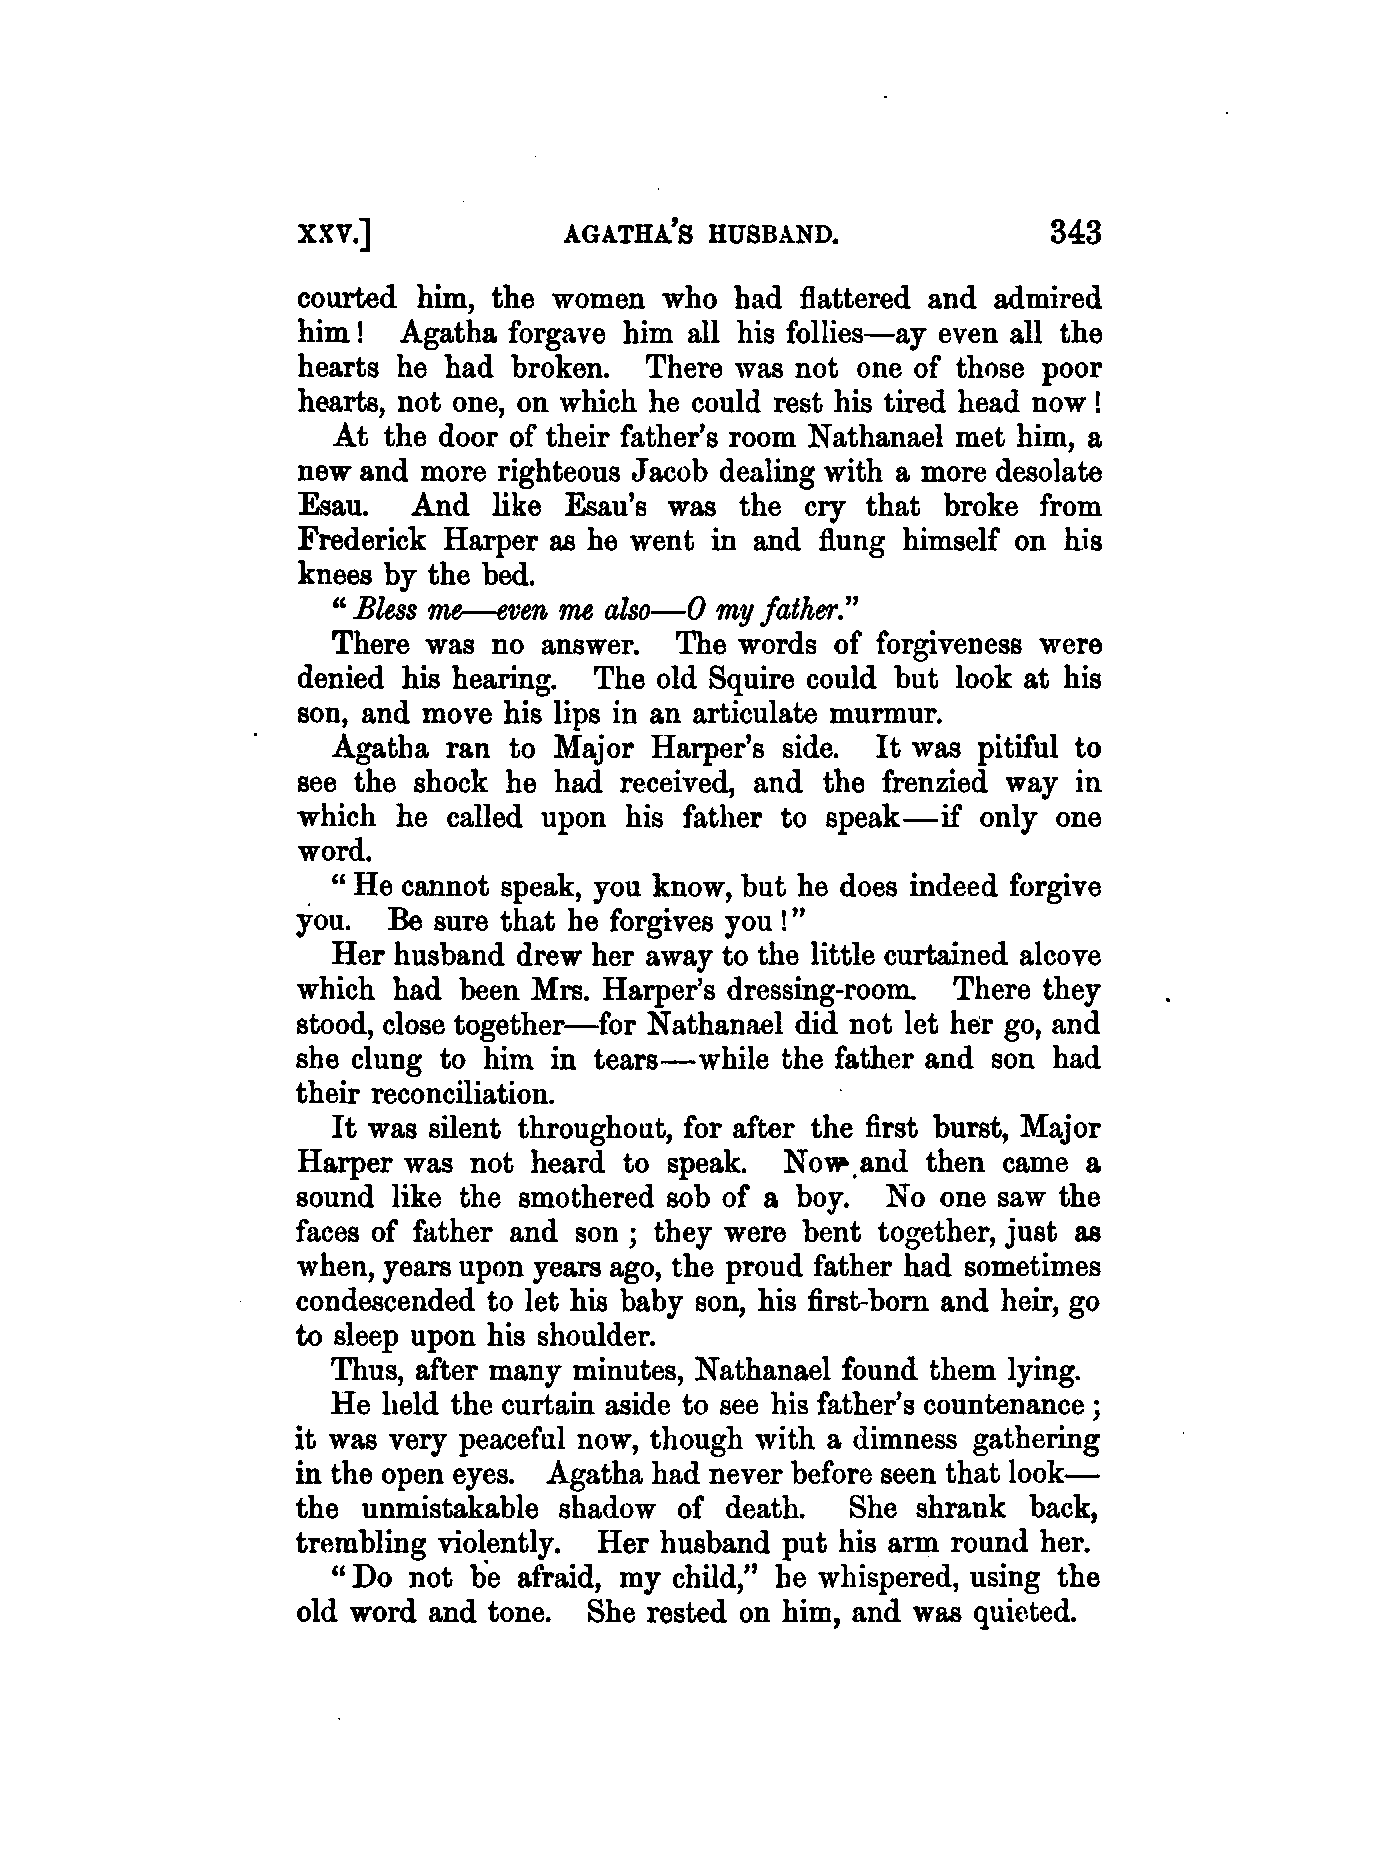 XXV.] AGATHA'S HUSBAND. 343
courted him, the women who had flattered and admired
him! Agatha forgave him all his follies—ay even all the
hearts he had broken. There was not one of those poor
hearts, not one, on which he could rest his tired head now!
At the door of their father's room Nathanael met him, a
new and more righteous Jacob dealing with a more desolate
Esau. And like Esau's was the cry that broke from
Frederick Harper as he went in and flung himself on his
knees by the bed.
"Bless me—even me also—O my father."
There was no answer. The words of forgiveness were
denied his hearing. The old Squire could but look at his
son, and move his lips in an articulate murmur.
Agatha ran to Major Harper's side. It was pitiful to
see the shock he had received, and the frenzied way in
which he called upon his father to speak—if only one
word.
"He cannot speak, you know, but he does indeed forgive
you. Be sure that he forgives you!"
Her husband drew her away to the little curtained alcove
which had been Mrs. Harper's dressing-room. There they
stood, close together—for Nathanael did not let her go, and
she clung to him in tears—while the father and son had
their reconciliation.
It was silent throughout, for after the first burst, Major
Harper was not heard to speak. Now and then came a
sound like the smothered sob of a boy. No one saw the
faces of father and son; they were bent together, just as
when, years upon years ago, the proud father had sometimes
condescended to let his baby son, his first-born and heir, go
to sleep upon his shoulder.
Thus, after many minutes, Nathanael found them lying.
He held the curtain aside to see his father's countenance;
it was very peaceful now, though with a dimness gathering
in the open eyes. Agatha had never before seen that look—
the unmistakable shadow of death. She shrank back,
trembling violently. Her husband put his arm round her.
"Do not be afraid, my child," he whispered, using the
old word and tone. She rested on him, and was quieted.